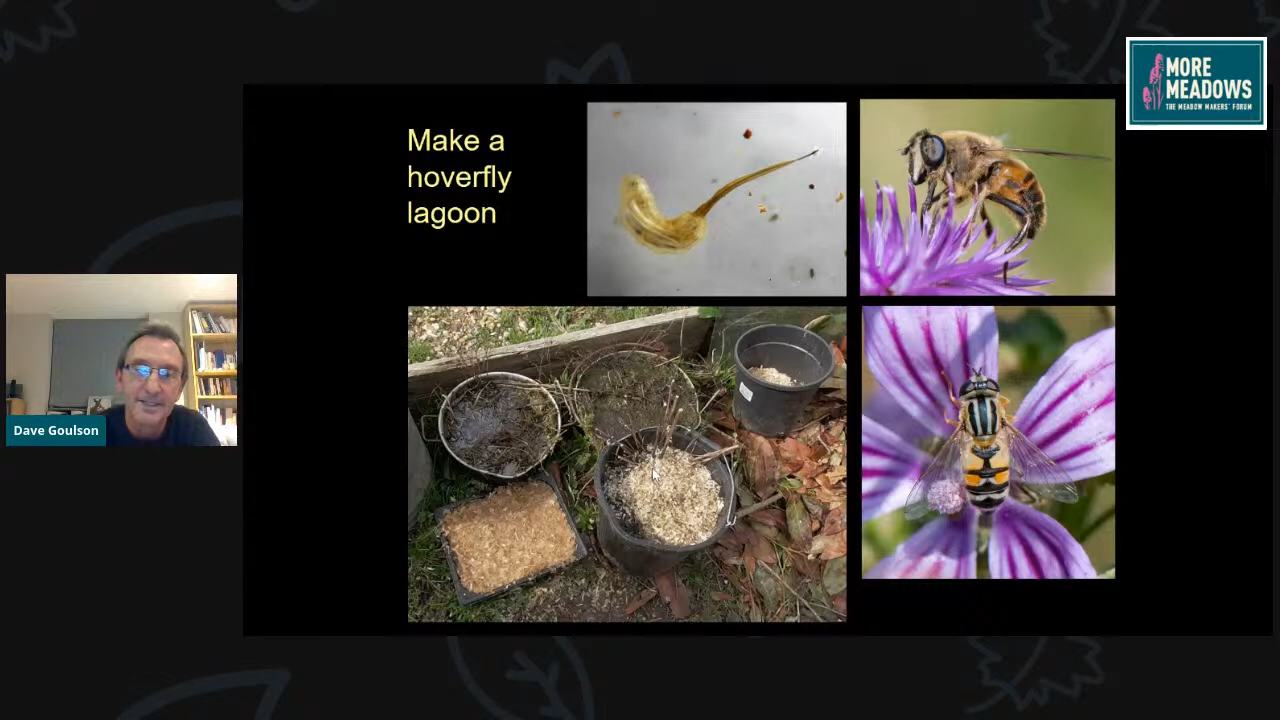 MORE
MEADOWS
THE MEADOW MAKERS' FORUM
Make a
hoverfly
lagoon
Dave Goulson